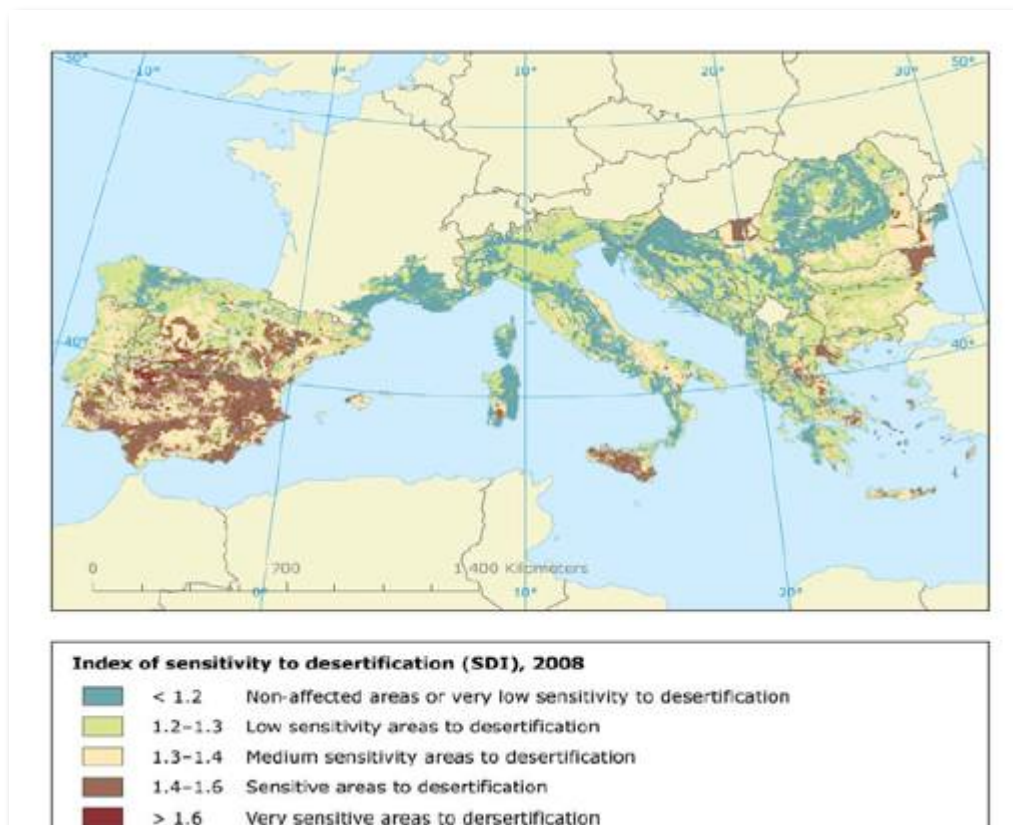 50° -10° 0° 10° 20° 30° 50°
40° 40°
0 700 1 400 Kilometers
0° 10° 20°
Index of sensitivity to desertification (SDI), 2008
< 1.2 Non-affected areas or very low sensitivity to desertification
1.2–1.3 Low sensitivity areas to desertification
1.3–1.4 Medium sensitivity areas to desertification
1.4–1.6 Sensitive areas to desertification
> 1.6 Very sensitive areas to dersertification